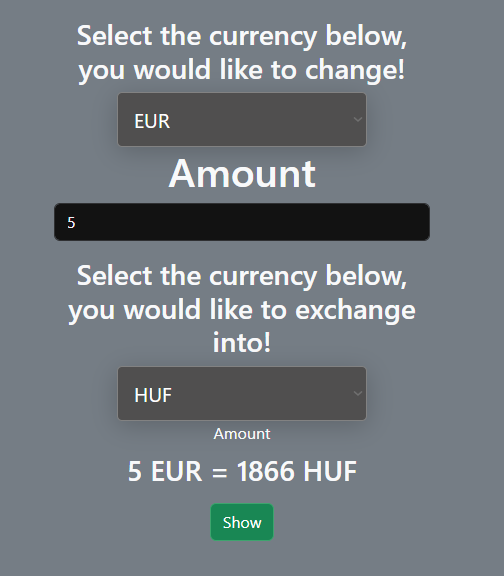 Select the currency below,
you would like to change!
EUR
Amount
5
Select the currency below,
you would like to exchange
into!
HUF
Amount
5 EUR = 1866 HUF
Show